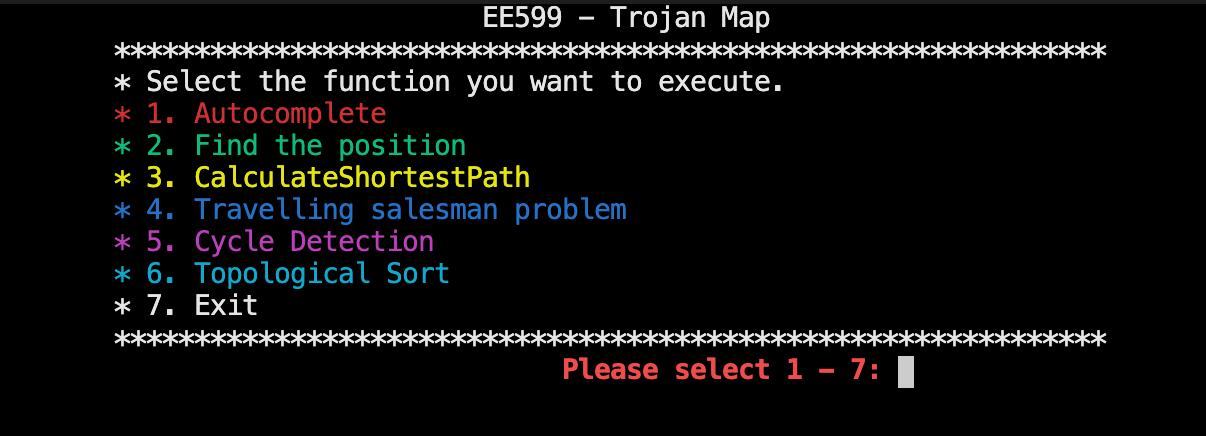 EE599 – Trojan Map
**************************************************************
* Select the function you want to execute.
* 1. Autocomplete
* 2. Find the position
* 3. CalculateShortestPath
* 4. Travelling salesman problem
* 5. Cycle Detection
* 6. Topological Sort
* 7. Exit
**************************************************************
Please select 1 – 7: